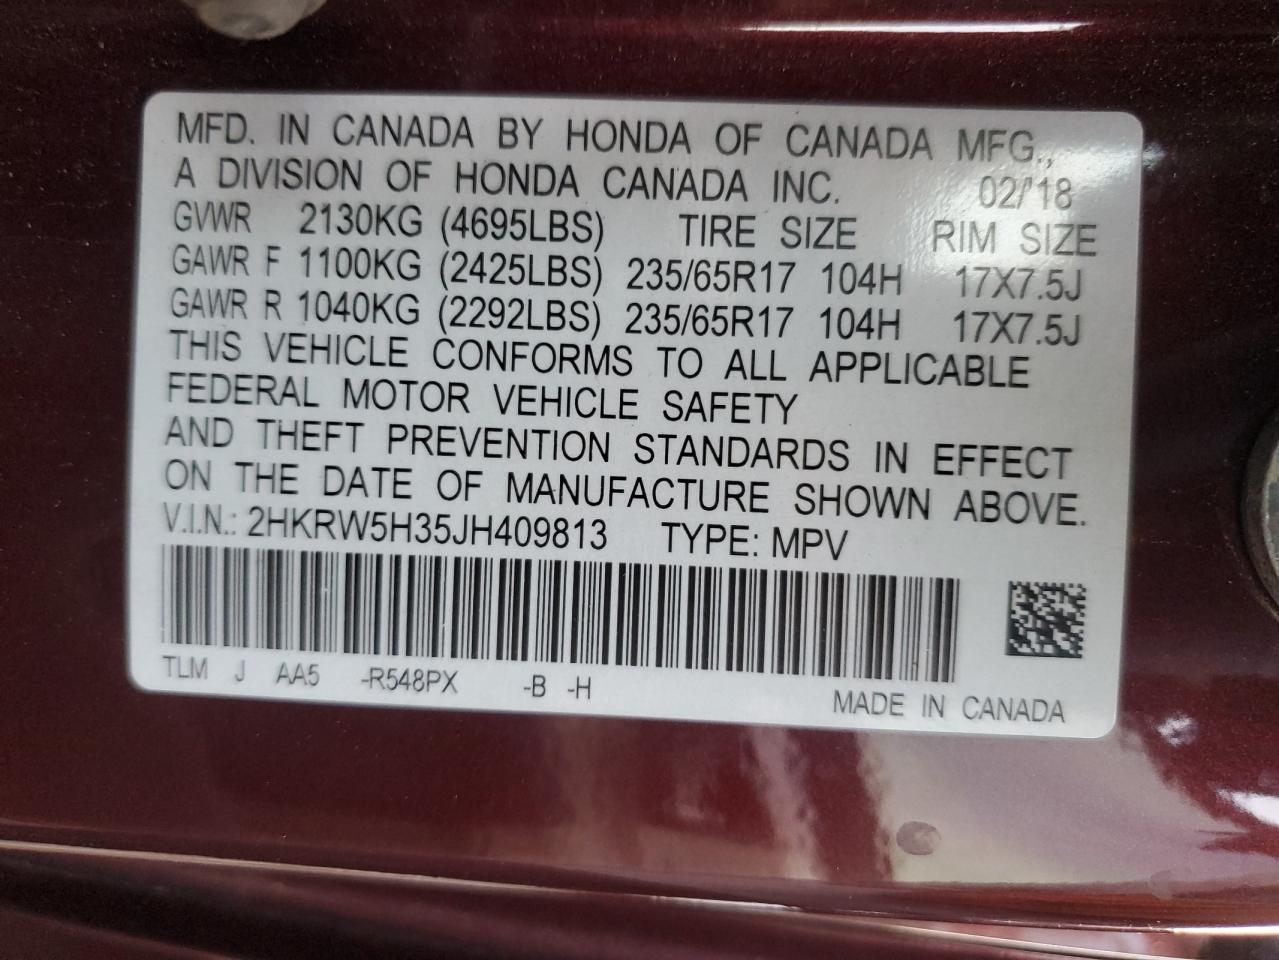 MFD. IN CANADA BY HONDA OF CANADA MFG.,
A DIVISION OF HONDA CANADA INC. 02/'18
GVWR 2130KG (4695LBS) TIRE SIZE RIM SIZE
GAWR F 1100KG (2425LBS) 235/65R17 104H 17X7.5J
GAWR R 1040KG (2292LBS) 235/65R17 104H 17X7.5J
THIS VEHICLE CONFORMS TO ALL APPLICABLE
FEDERAL MOTOR VEHICLE SAFETY
AND THEFT PREVENTION STANDARDS IN EFFECT
ON THE DATE OF MANUFACTURE SHOWN ABOVE.
V.I.N.: 2HKRW5H35JH409813 TYPE: MPV
TLM J AA5 -R548PX -B -H MADE IN CANADA